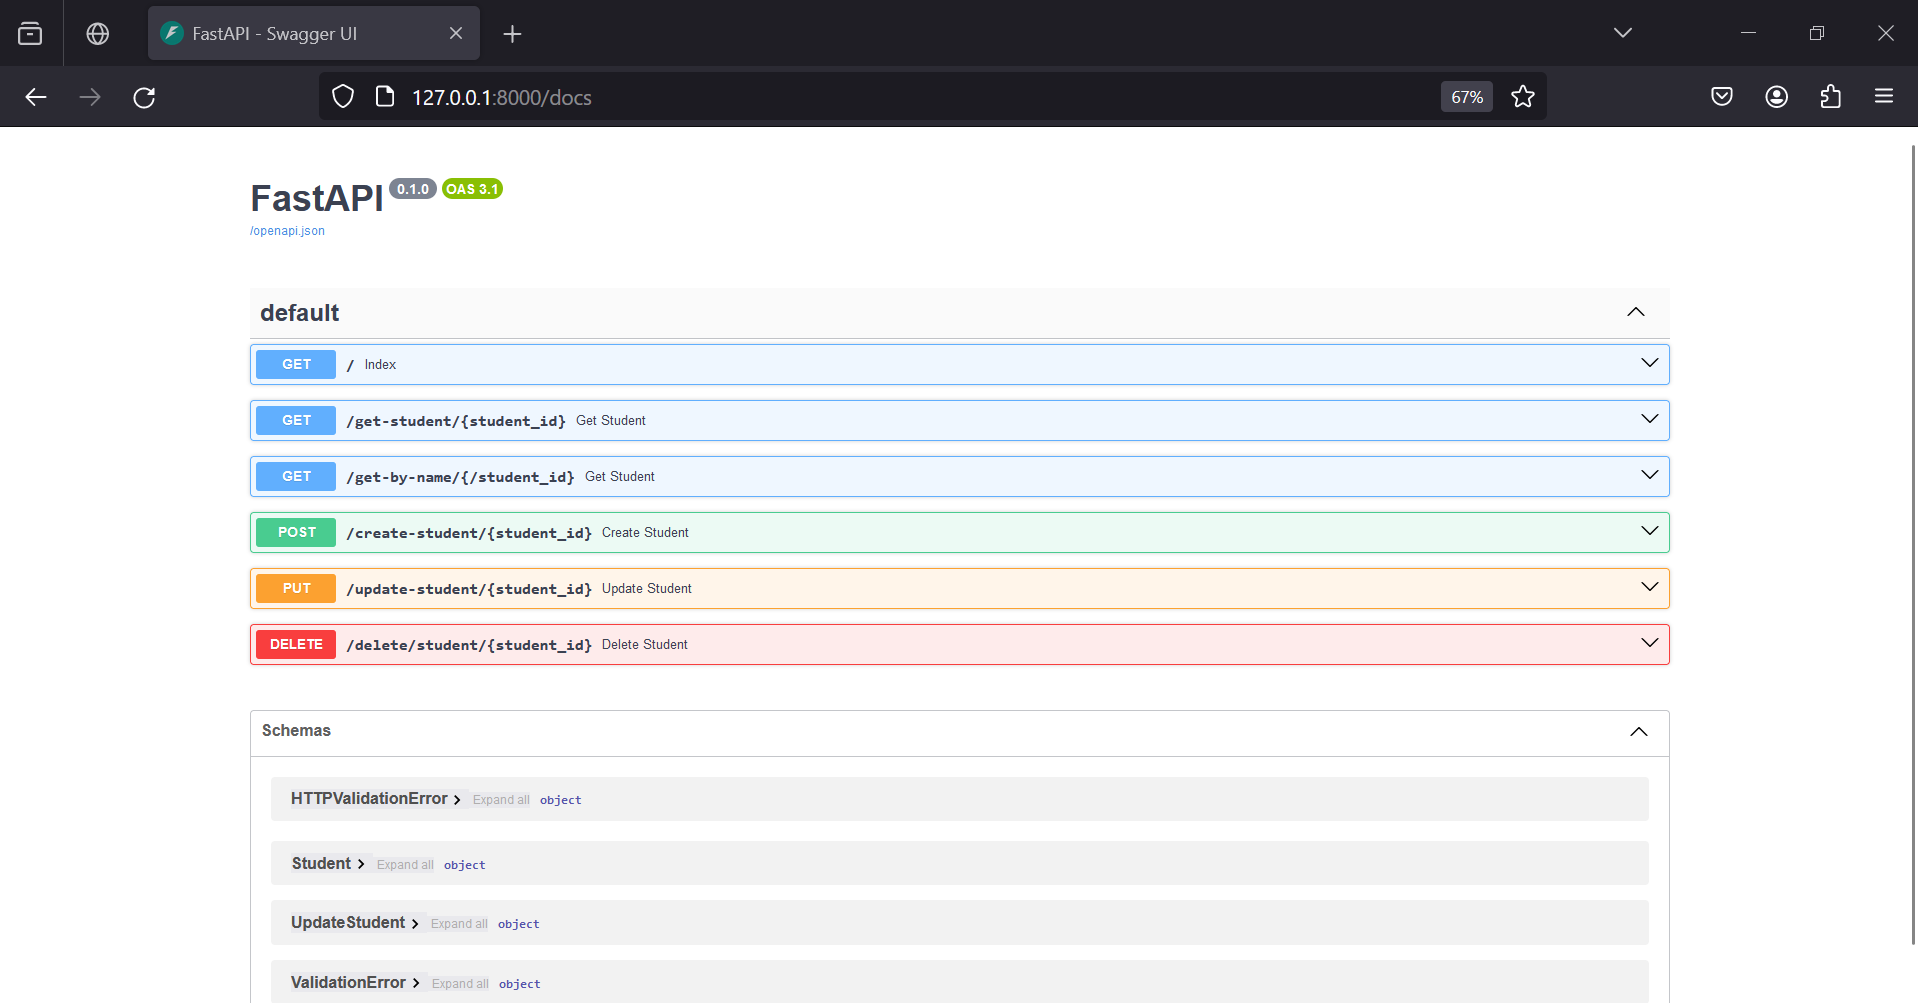 FastAPI - Swagger UI
127.0.0.1:8000/docs
67%
FastAPI 0.1.0 OAS 3.1
/openapi.json
default
GET / Index
GET /get-student/{student_id} Get Student
GET /get-by-name/{/student_id} Get Student
POST /create-student/{student_id} Create Student
PUT /update-student/{student_id} Update Student
DELETE /delete/student/{student_id} Delete Student
Schemas
HTTPValidationError Expand all object
Student Expand all object
UpdateStudent Expand all object
ValidationError Expand all object